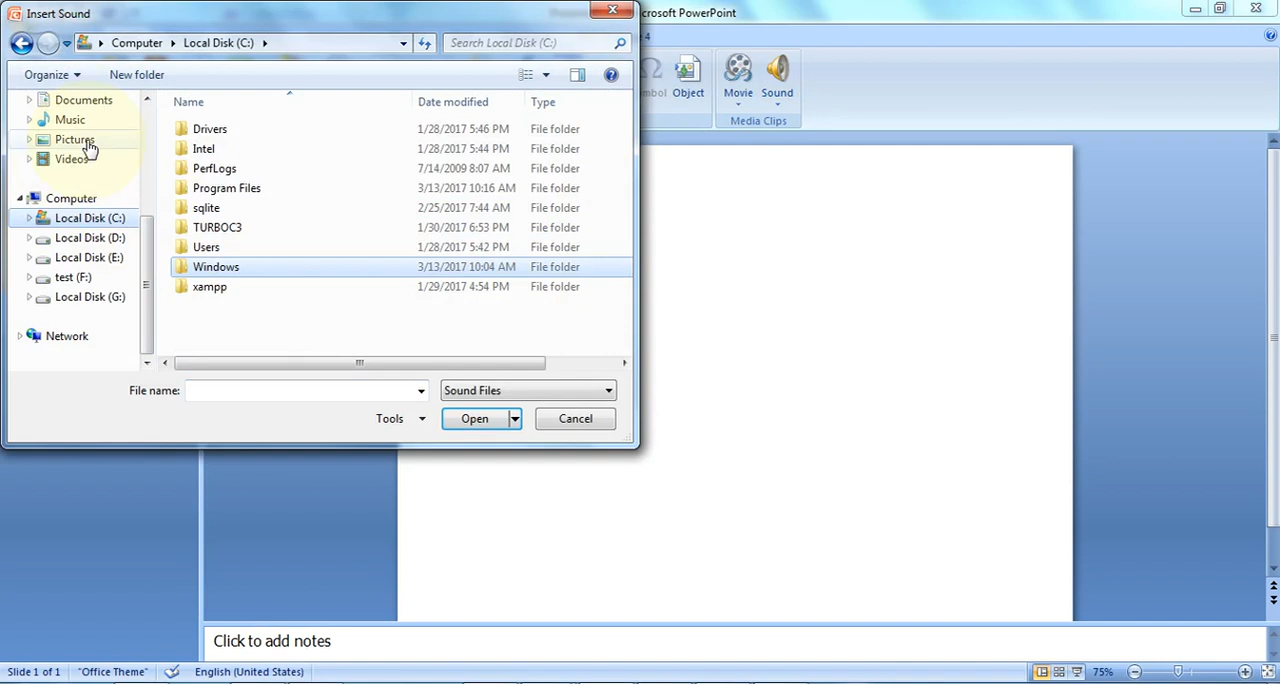 Insert Sound
icrosoft PowerPoint
Computer
Local Disk (C:)
Search Local Disk (C:)
4
Organize
New folder
Documents
Music
Pictures
Videos
Computer
Local Disk (C:)
Local Disk (D:)
Local Disk (E:)
test (F:)
Local Disk (G:)
Network
Name Date modified Type
Drivers 1/28/2017 5:46 PM File folder
Intel 1/28/2017 5:44 PM File folder
PerfLogs 7/14/2009 8:07 AM File folder
Program Files 3/13/2017 10:16 AM File folder
sqlite 2/25/2017 7:44 AM File folder
TURBOC3 1/30/2017 6:53 PM File folder
Users 1/28/2017 5:42 PM File folder
Windows 3/13/2017 10:04 AM File folder
xampp 1/29/2017 4:54 PM File folder
File name:
Sound Files
Tools
Open
Cancel
mbol Object
Movie Sound
Media Clips
Click to add notes
Slide 1 of 1
"Office Theme"
English (United States)
75%